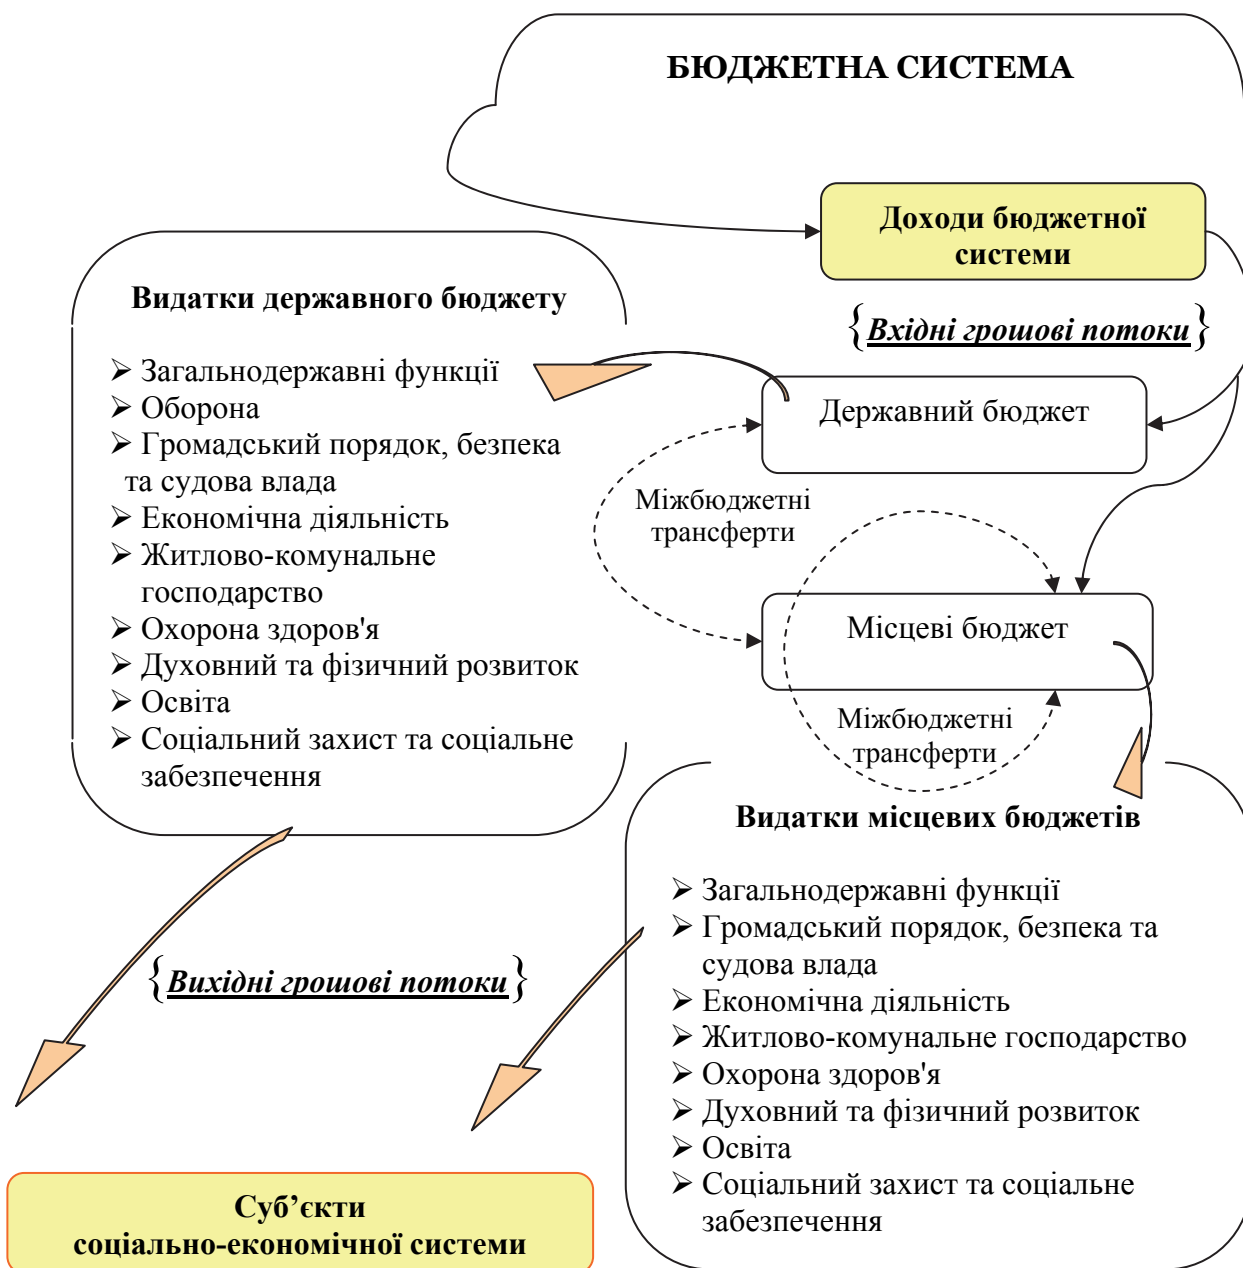 БЮДЖЕТНА СИСТЕМА
Доходи бюджетної
системи
{Вхідні грошові потоки}
Видатки державного бюджету
➢ Загальнодержавні функції
➢ Оборона
➢ Громадський порядок, безпека
та судова влада
➢ Економічна діяльність
➢ Житлово-комунальне
господарство
➢ Охорона здоров'я
➢ Духовний та фізичний розвиток
➢ Освіта
➢ Соціальний захист та соціальне
забезпечення
Державний бюджет
Міжбюджетні
трансферти
Місцеві бюджет
Міжбюджетні
трансферти
Видатки місцевих бюджетів
➢ Загальнодержавні функції
➢ Громадський порядок, безпека та
судова влада
➢ Економічна діяльність
➢ Житлово-комунальне господарство
➢ Охорона здоров'я
➢ Духовний та фізичний розвиток
➢ Освіта
➢ Соціальний захист та соціальне
забезпечення
{Вихідні грошові потоки}
Суб’єкти
соціально-економічної системи